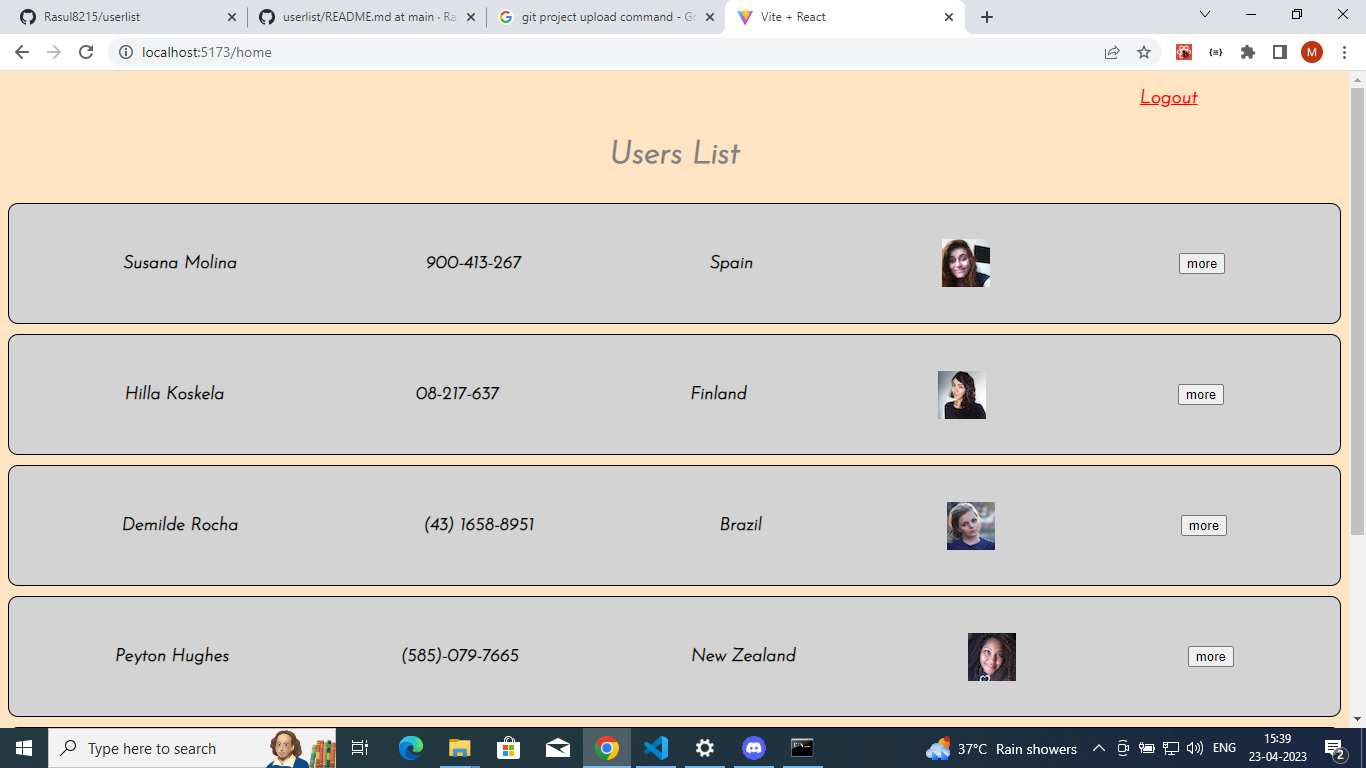 Rasul8215/userlist
userlist/README.md at main · Ra
git project upload command - Go
Vite + React
localhost:5173/home
M
Logout
Users List
Susana Molina 900-413-267 Spain more
Hilla Koskela 08-217-637 Finland more
Demilde Rocha (43) 1658-8951 Brazil more
Peyton Hughes (585)-079-7665 New Zealand more
Type here to search
37°C Rain showers
ENG
15:39
23-04-2023
2